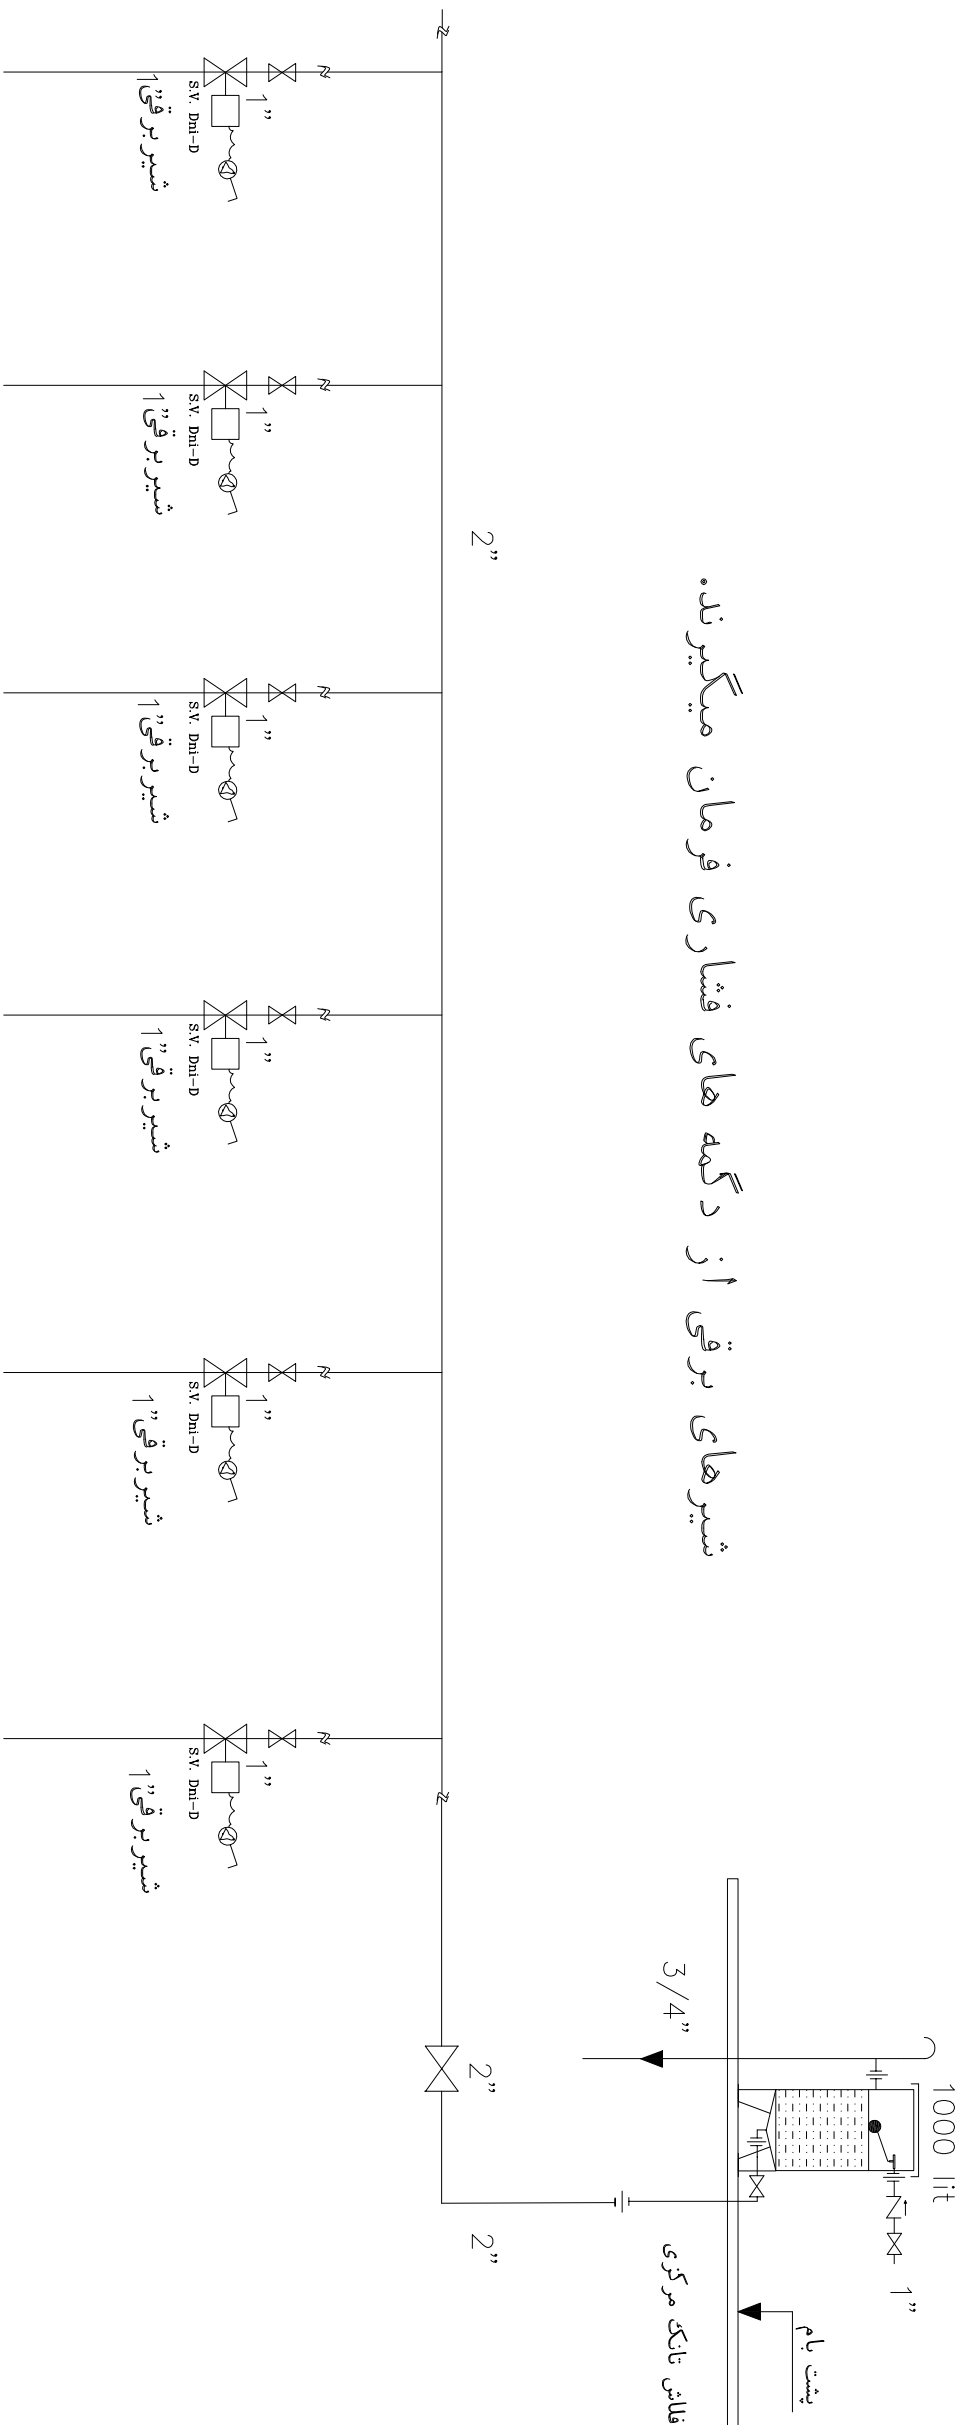 1000 lit
1"
پشت بام
3/4"
فلاش تانک مرکزی
شیرهای برقی از دگمه های فشاری فرمان میگیرند.
2"
2"
2"
1"
S.V. Dni-D
شیر برقی 1"
1"
S.V. Dni-D
شیر برقی 1"
1"
S.V. Dni-D
شیر برقی 1"
1"
S.V. Dni-D
شیر برقی 1"
1"
S.V. Dni-D
شیر برقی 1"
1"
S.V. Dni-D
شیر برقی 1"